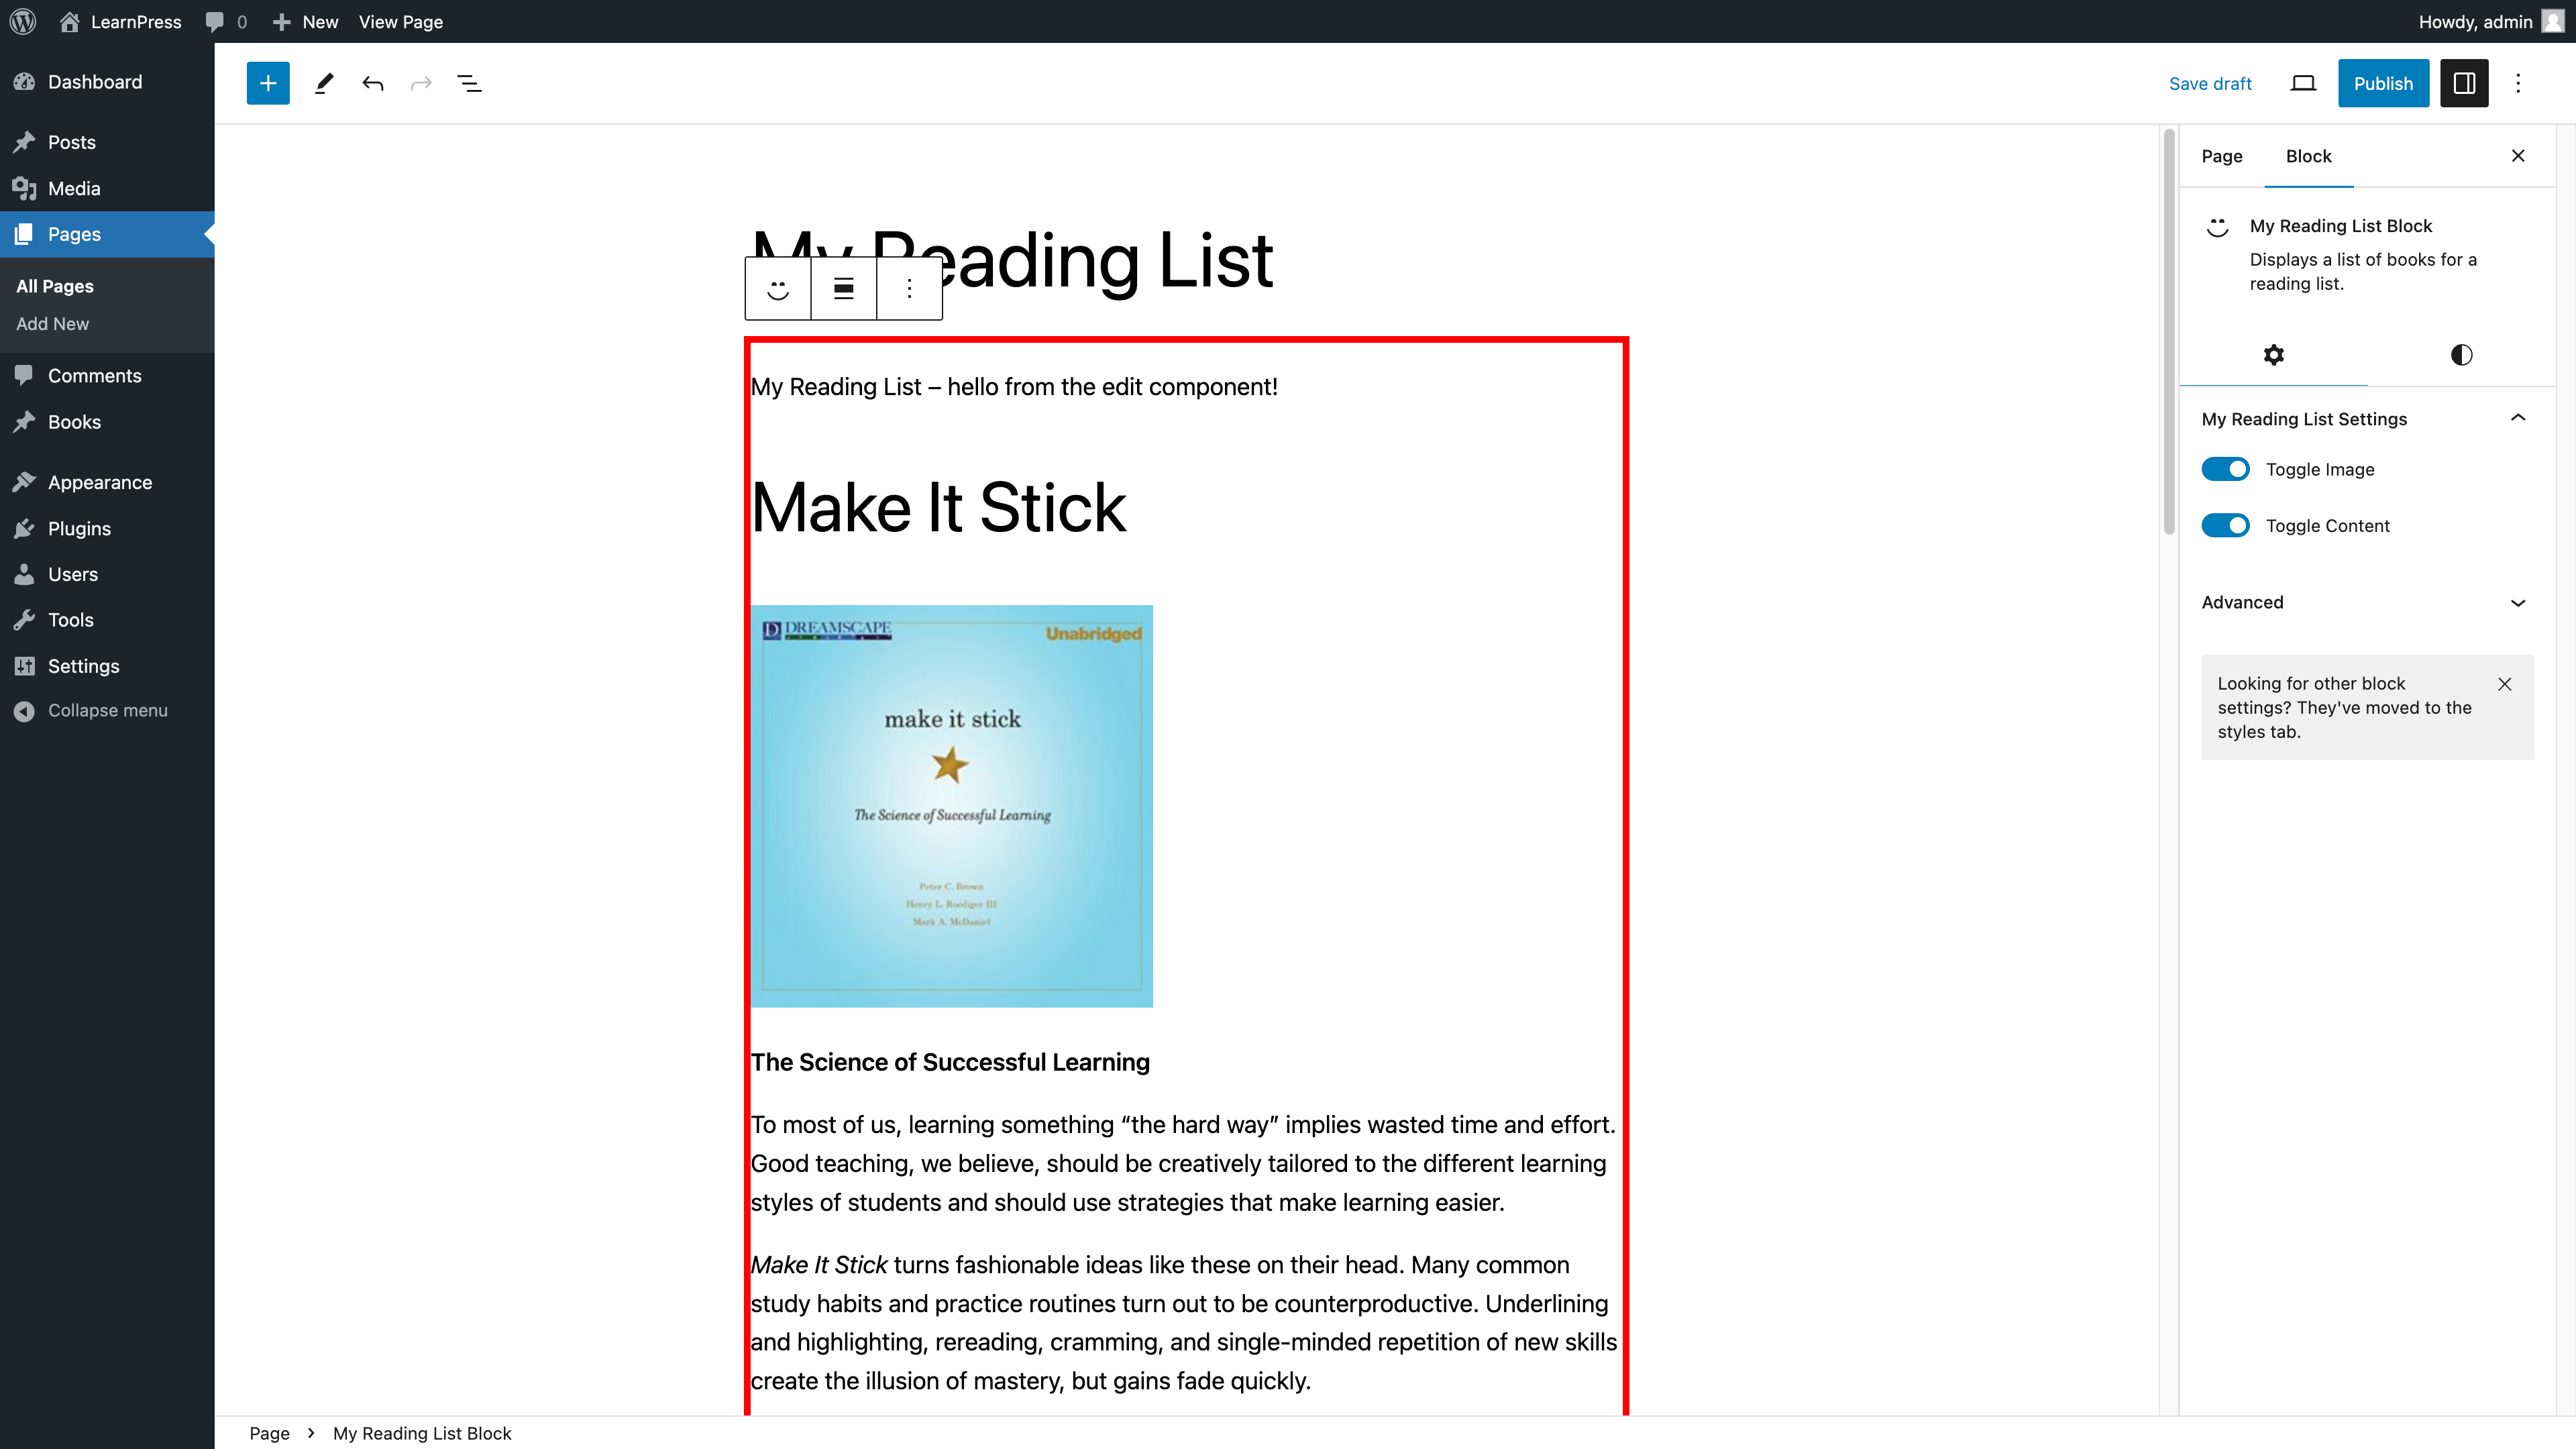 LearnPress
0
New
View Page
Howdy, admin
Dashboard
Posts
Media
Pages
All Pages
Add New
Comments
Books
Appearance
Plugins
Users
Tools
Settings
Collapse menu
Save draft
Publish
My Reading List
My Reading List – hello from the edit component!
Make It Stick
DREAMSCAPE
Unabridged
make it stick
The Science of Successful Learning
Peter C. Brown
Henry L. Roediger III
Mark A. McDaniel
The Science of Successful Learning
To most of us, learning something “the hard way” implies wasted time and effort.
Good teaching, we believe, should be creatively tailored to the different learning
styles of students and should use strategies that make learning easier.
Make It Stick turns fashionable ideas like these on their head. Many common
study habits and practice routines turn out to be counterproductive. Underlining
and highlighting, rereading, cramming, and single-minded repetition of new skills
create the illusion of mastery, but gains fade quickly.
Page
Block
My Reading List Block
Displays a list of books for a
reading list.
My Reading List Settings
Toggle Image
Toggle Content
Advanced
Looking for other block
settings? They've moved to the
styles tab.
Page
My Reading List Block